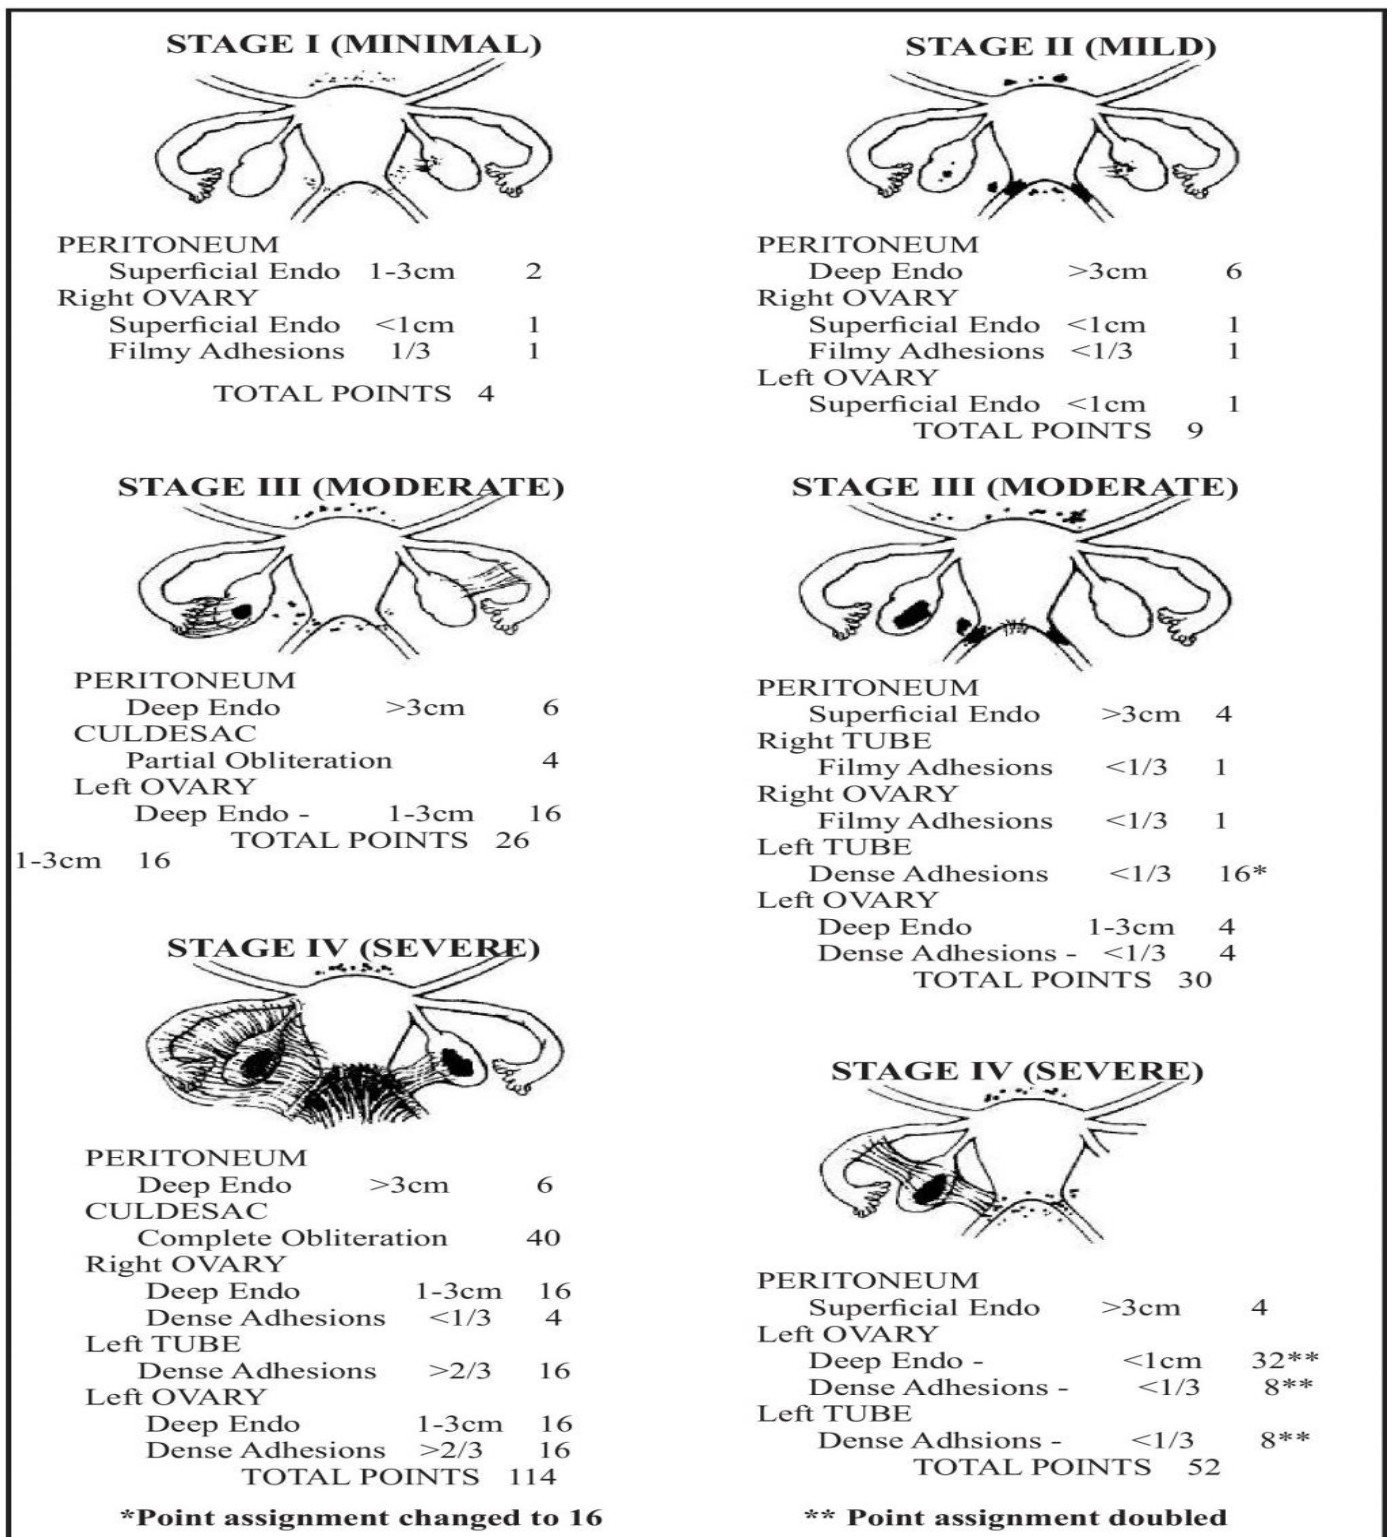 STAGE I (MINIMAL)
PERITONEUM
Superficial Endo 1-3cm 2
Right OVARY
Superficial Endo <1cm 1
Filmy Adhesions 1/3 1
TOTAL POINTS 4
STAGE II (MILD)
PERITONEUM
Deep Endo >3cm 6
Right OVARY
Superficial Endo <1cm 1
Filmy Adhesions <1/3 1
Left OVARY
Superficial Endo <1cm 1
TOTAL POINTS 9
STAGE III (MODERATE)
PERITONEUM
Deep Endo >3cm 6
CULDESAC
Partial Obliteration 4
Left OVARY
Deep Endo - 1-3cm 16
TOTAL POINTS 26
1-3cm 16
STAGE III (MODERATE)
PERITONEUM
Superficial Endo >3cm 4
Right TUBE
Filmy Adhesions <1/3 1
Right OVARY
Filmy Adhesions <1/3 1
Left TUBE
Dense Adhesions <1/3 16*
Left OVARY
Deep Endo 1-3cm 4
Dense Adhesions - <1/3 4
TOTAL POINTS 30
STAGE IV (SEVERE)
PERITONEUM
Deep Endo >3cm 6
CULDESAC
Complete Obliteration 40
Right OVARY
Deep Endo 1-3cm 16
Dense Adhesions <1/3 4
Left TUBE
Dense Adhesions >2/3 16
Left OVARY
Deep Endo 1-3cm 16
Dense Adhesions >2/3 16
TOTAL POINTS 114
*Point assignment changed to 16
STAGE IV (SEVERE)
PERITONEUM
Superficial Endo >3cm 4
Left OVARY
Deep Endo - <1cm 32**
Dense Adhesions - <1/3 8**
Left TUBE
Dense Adhsions - <1/3 8**
TOTAL POINTS 52
** Point assignment doubled